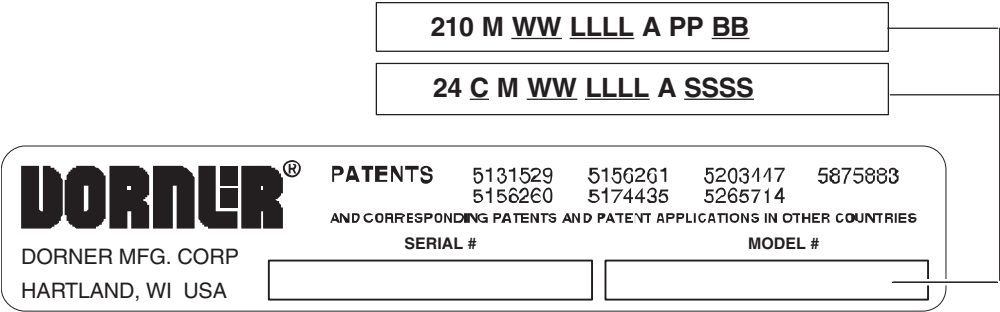 210 M WW LLLL A PP BB
24 C M WW LLLL A SSSS
DORNER®
PATENTS 5131529 5156261 5203447 5875883
5156260 5174435 5265714
AND CORRESPONDING PATENTS AND PATENT APPLICATIONS IN OTHER COUNTRIES
SERIAL # MODEL #
DORNER MFG. CORP
HARTLAND, WI USA